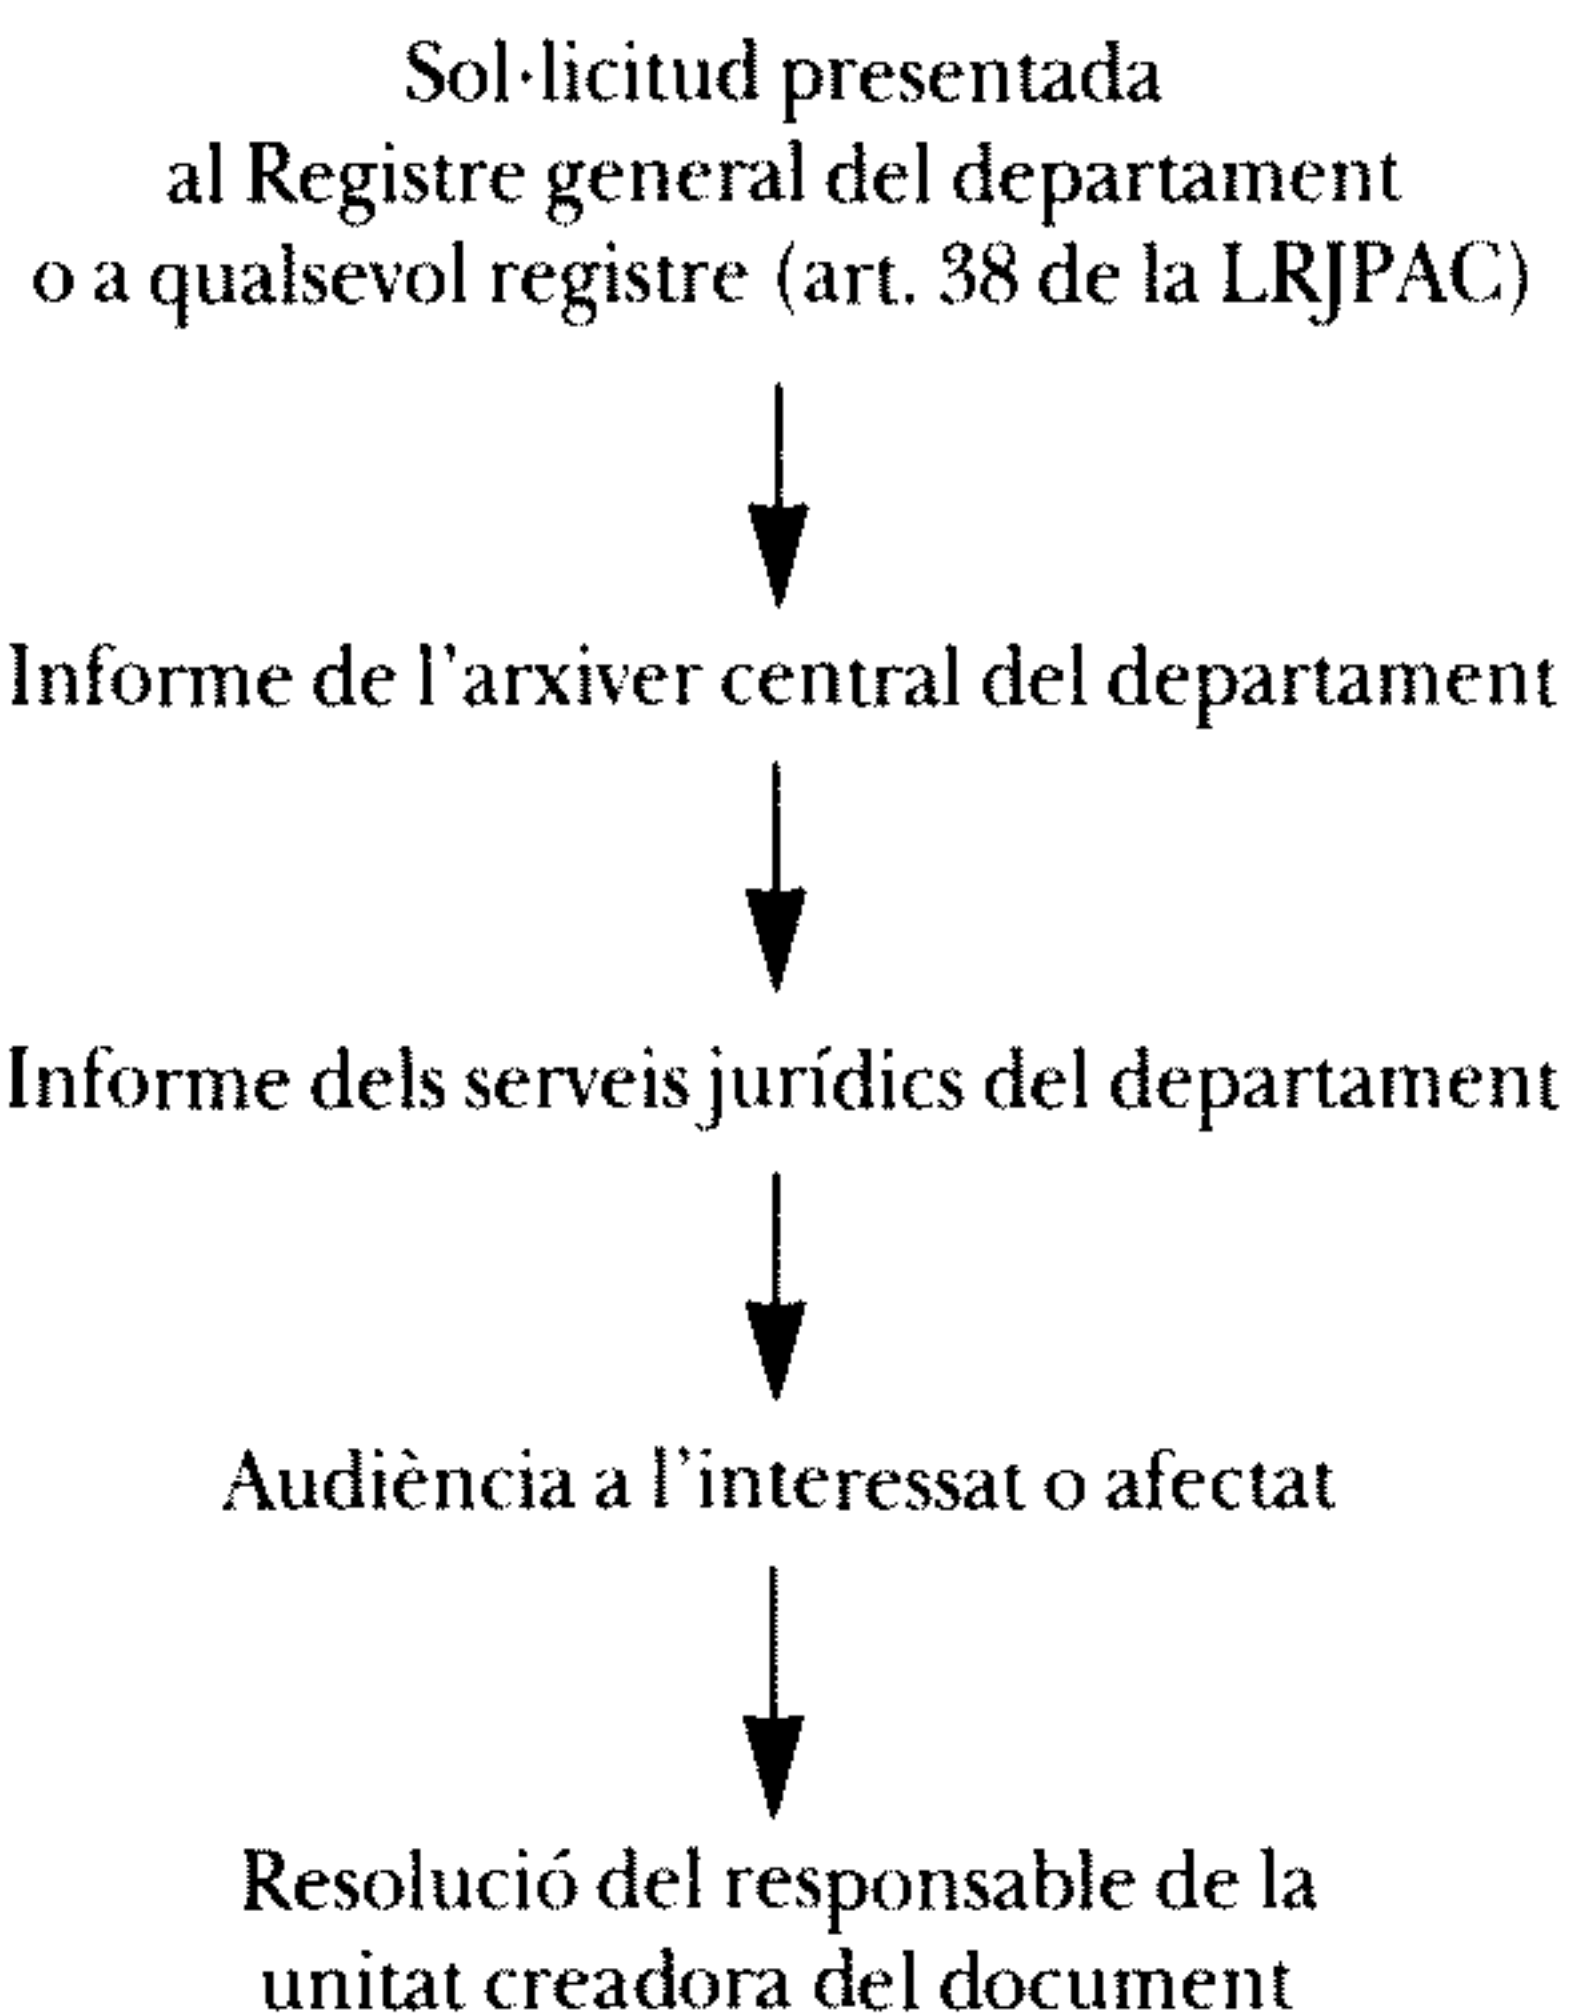 Sol·licitud presentada
al Registre general del departament
o a qualsevol registre (art. 38 de la LRJPAC)
Informe de l'arxiver central del departament
Informe dels serveis jurídics del departament
Audiència a l'interessat o afectat
Resolució del responsable de la
unitat creadora del document